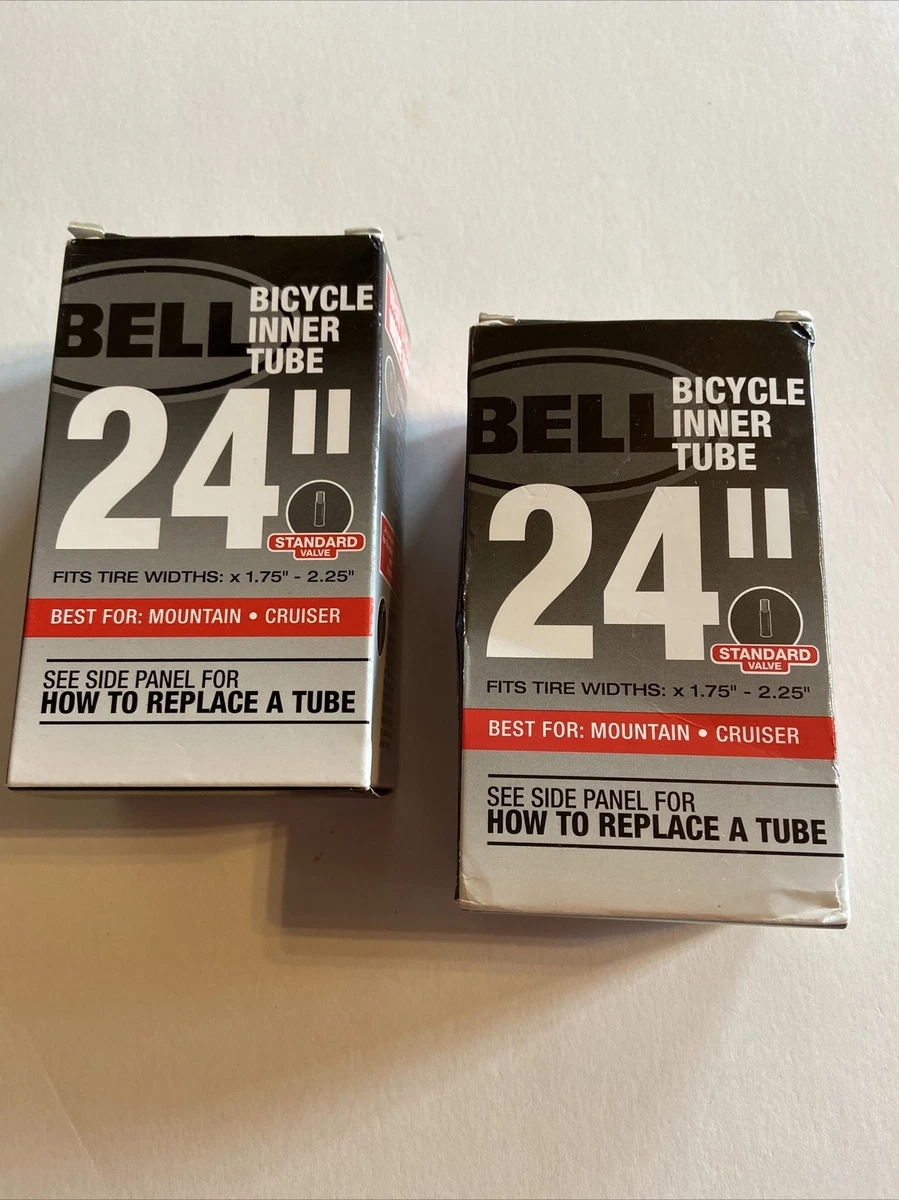 BELL
BICYCLE
INNER
TUBE
24"
STANDARD
VALVE
FITS TIRE WIDTHS: x 1.75" - 2.25"
BEST FOR: MOUNTAIN • CRUISER
SEE SIDE PANEL FOR
HOW TO REPLACE A TUBE
BELL
BICYCLE
INNER
TUBE
24"
STANDARD
VALVE
FITS TIRE WIDTHS: x 1.75" - 2.25"
BEST FOR: MOUNTAIN • CRUISER
SEE SIDE PANEL FOR
HOW TO REPLACE A TUBE